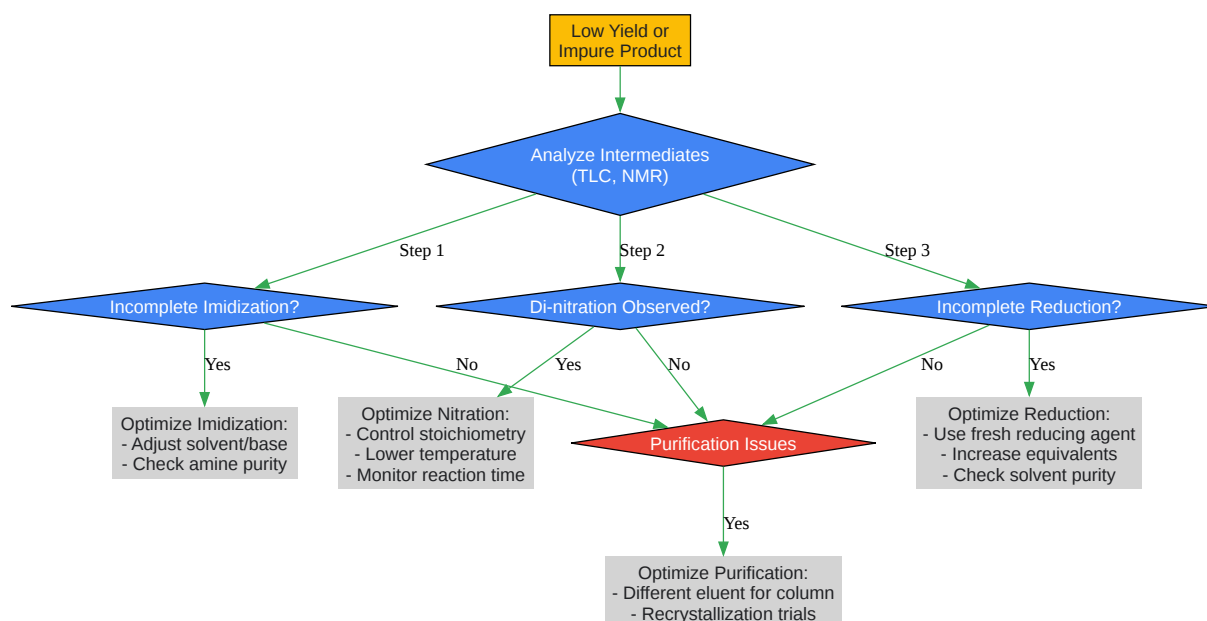 Low Yield or
Impure Product
Analyze Intermediates
(TLC, NMR)
Step 1
Step 2
Step 3
Incomplete Imidization?
Di-nitration Observed?
Incomplete Reduction?
Yes
No
Yes
No
No
Yes
Optimize Imidization:
- Adjust solvent/base
- Check amine purity
Optimize Nitration:
- Control stoichiometry
- Lower temperature
- Monitor reaction time
Purification Issues
Optimize Reduction:
- Use fresh reducing agent
- Increase equivalents
- Check solvent purity
Yes
Optimize Purification:
- Different eluent for column
- Recrystallization trials